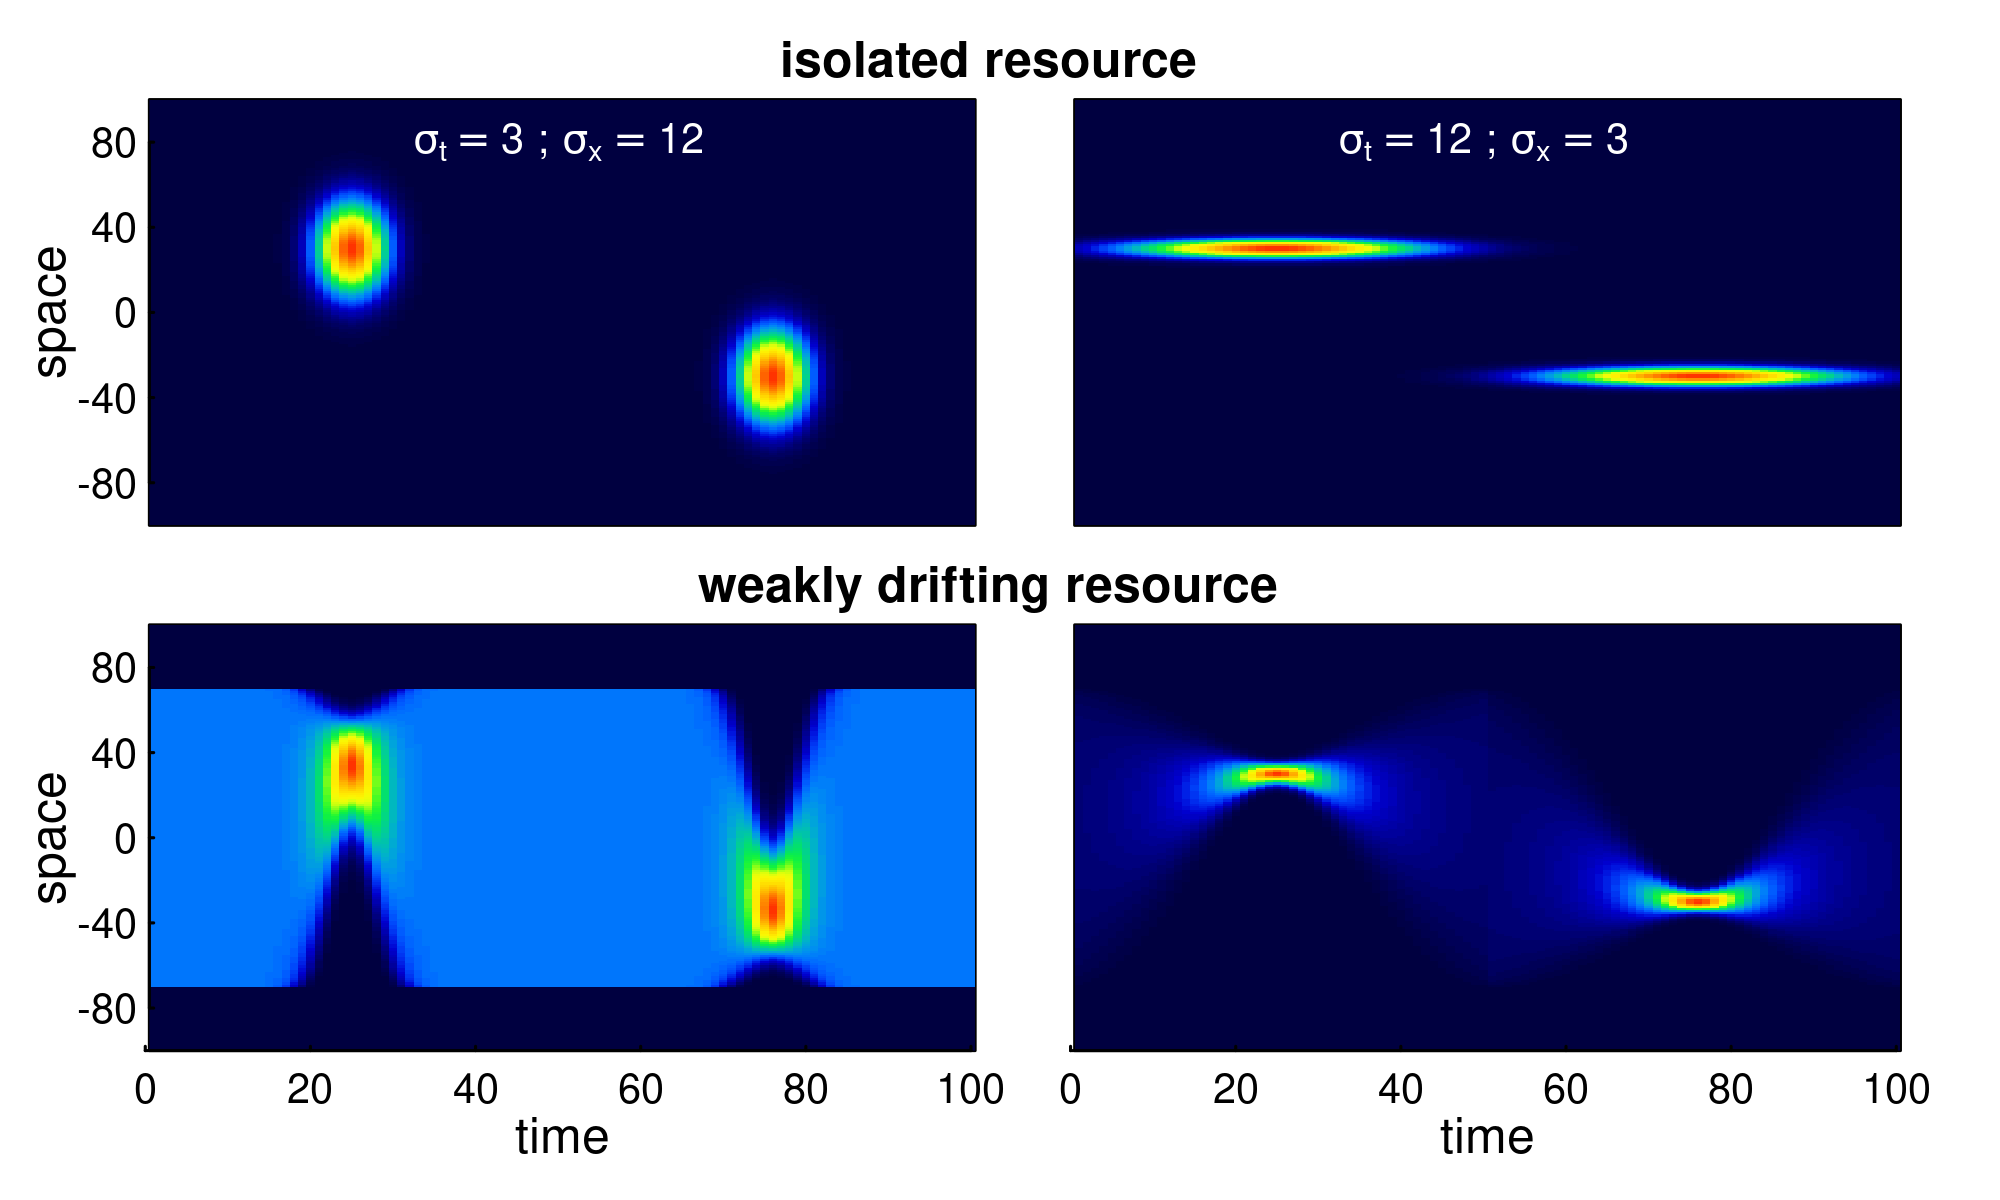 isolated resource
σt = 3 ; σx = 12
σt = 12 ; σx = 3
80
40
0
-40
-80
space
weakly drifting resource
80
40
0
-40
-80
space
0 20 40 60 80 100
0 20 40 60 80 100
time
time